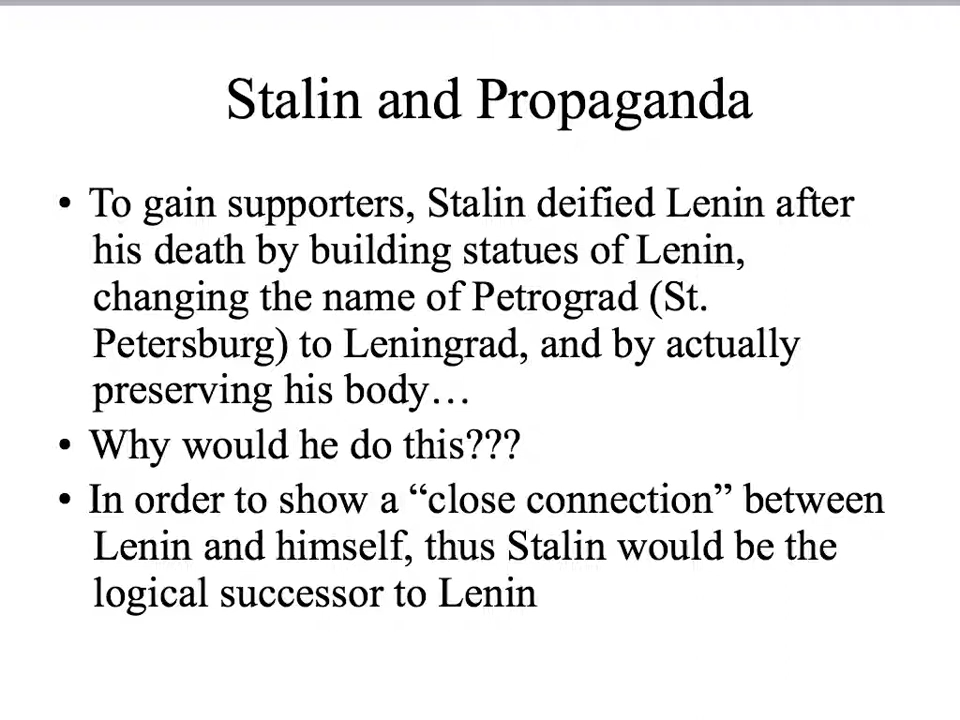 Stalin and Propaganda
• To gain supporters, Stalin deified Lenin after
his death by building statues of Lenin,
changing the name of Petrograd (St.
Petersburg) to Leningrad, and by actually
preserving his body…
• Why would he do this???
• In order to show a “close connection” between
Lenin and himself, thus Stalin would be the
logical successor to Lenin